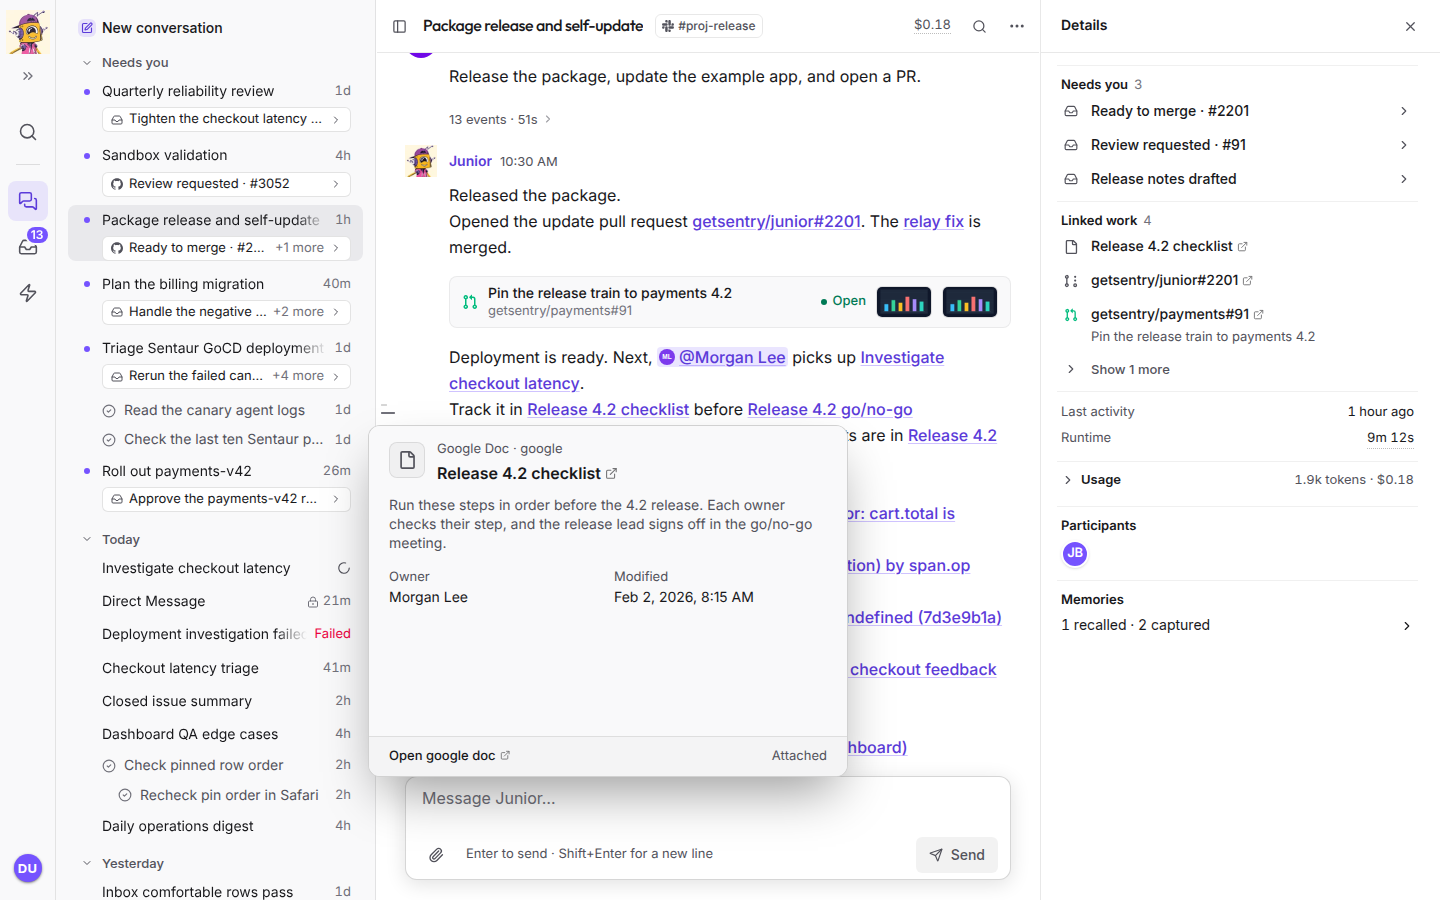 New conversation
Needs you
Quarterly reliability review 1d
Tighten the checkout latency ...
Sandbox validation 4h
Review requested · #3052
Package release and self-update 1h
Ready to merge · #2... +1 more
Plan the billing migration 40m
Handle the negative ... +2 more
Triage Sentaur GoCD deployment 1d
Rerun the failed can... +4 more
Read the canary agent logs 1d
Check the last ten Sentaur p... 1d
Roll out payments-v42 26m
Approve the payments-v42 r...
Today
Investigate checkout latency
Direct Message 21m
Deployment investigation failed Failed
Checkout latency triage 41m
Closed issue summary 2h
Dashboard QA edge cases 4h
Check pinned row order 2h
Recheck pin order in Safari 2h
Daily operations digest 4h
Yesterday
Inbox comfortable rows pass 1d
13
DU
Package release and self-update #proj-release $0.18
Release the package, update the example app, and open a PR.
13 events · 51s
Junior 10:30 AM
Released the package.
Opened the update pull request getsentry/junior#2201. The relay fix is
merged.
Pin the release train to payments 4.2
getsentry/payments#91
Open
Deployment is ready. Next, ML @Morgan Lee picks up Investigate
checkout latency.
Track it in Release 4.2 checklist before Release 4.2 go/no-go
s are in Release 4.2
or: cart.total is
tion) by span.op
ndefined (7d3e9b1a)
checkout feedback
hboard)
Google Doc · google
Release 4.2 checklist
Run these steps in order before the 4.2 release. Each owner
checks their step, and the release lead signs off in the go/no-go
meeting.
Owner Modified
Morgan Lee Feb 2, 2026, 8:15 AM
Open google doc Attached
Message Junior...
Enter to send · Shift+Enter for a new line Send
Details
Needs you 3
Ready to merge · #2201
Review requested · #91
Release notes drafted
Linked work 4
Release 4.2 checklist
getsentry/junior#2201
getsentry/payments#91
Pin the release train to payments 4.2
Show 1 more
Last activity 1 hour ago
Runtime 9m 12s
Usage 1.9k tokens · $0.18
Participants
JB
Memories
1 recalled · 2 captured